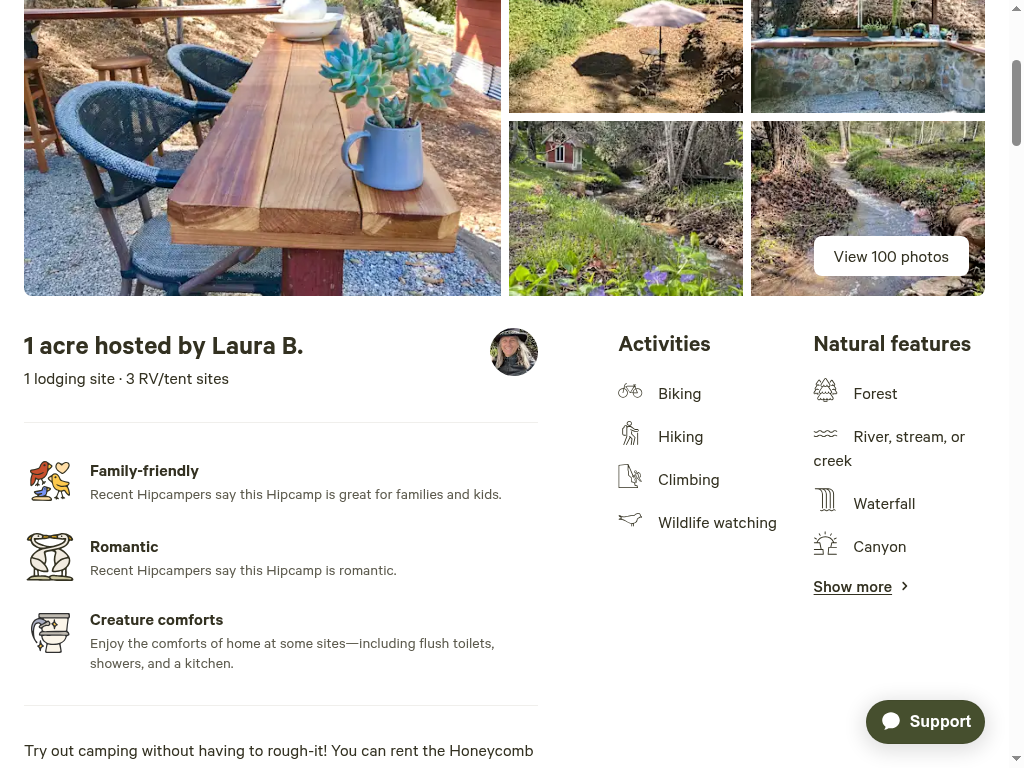 View 100 photos
1 acre hosted by Laura B.
1 lodging site · 3 RV/tent sites
Family-friendly
Recent Hipcampers say this Hipcamp is great for families and kids.
Romantic
Recent Hipcampers say this Hipcamp is romantic.
Creature comforts
Enjoy the comforts of home at some sites—including flush toilets,
showers, and a kitchen.
Try out camping without having to rough-it! You can rent the Honeycomb
Activities
Biking
Hiking
Climbing
Wildlife watching
Natural features
Forest
River, stream, or
creek
Waterfall
Canyon
Show more
Support